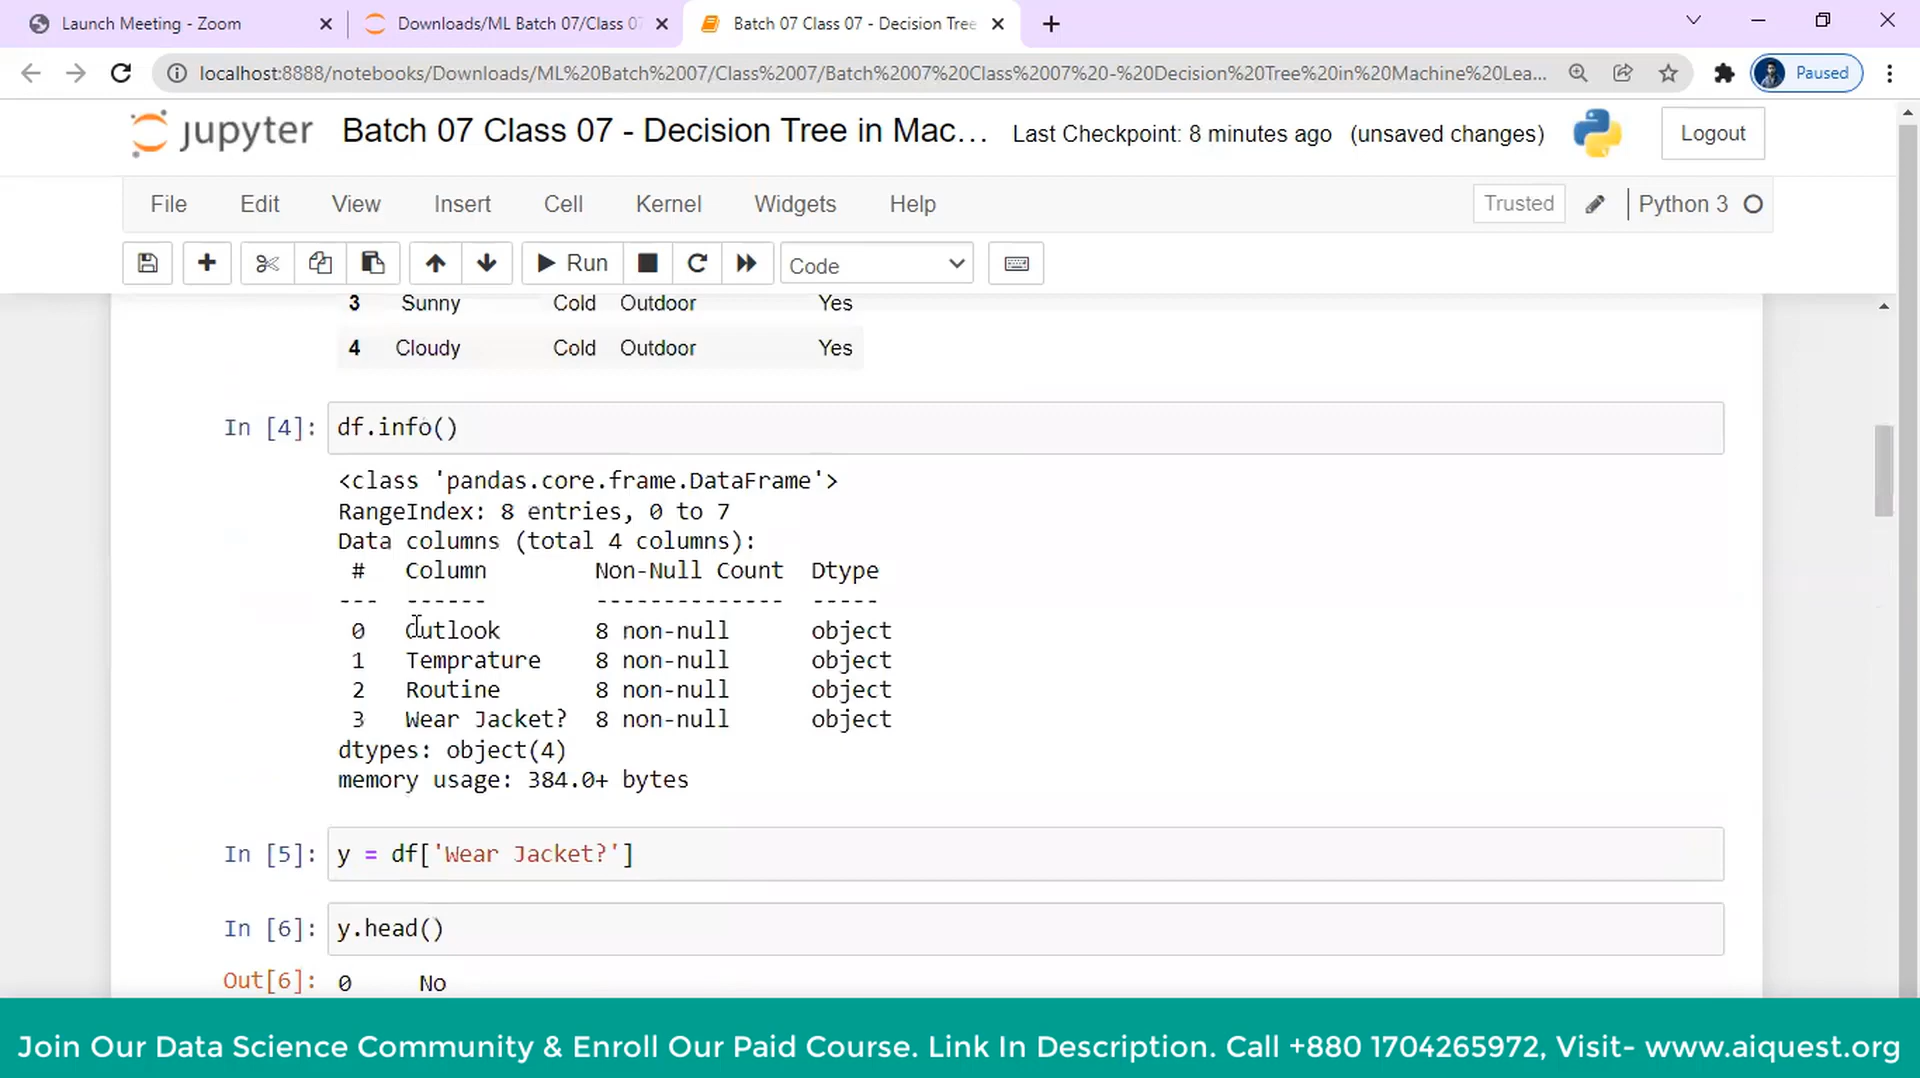 Launch Meeting - Zoom
Downloads/ML Batch 07/Class 07
Batch 07 Class 07 - Decision Tree
localhost:8888/notebooks/Downloads/ML%20Batch%2007/Class%2007/Batch%2007%20Class%2007%20-%20Decision%20Tree%20in%20Machine%20Lea...
Paused
jupyter
Batch 07 Class 07 - Decision Tree in Mac...
Last Checkpoint: 8 minutes ago (unsaved changes)
Logout
File Edit View Insert Cell Kernel Widgets Help
Trusted
Python 3
Run
Code
3 Sunny Cold Outdoor Yes
4 Cloudy Cold Outdoor Yes
In [4]: df.info()
<class 'pandas.core.frame.DataFrame'>
RangeIndex: 8 entries, 0 to 7
Data columns (total 4 columns):
# Column Non-Null Count Dtype
--- ------ -------------- -----
0 Outlook 8 non-null object
1 Temprature 8 non-null object
2 Routine 8 non-null object
3 Wear Jacket? 8 non-null object
dtypes: object(4)
memory usage: 384.0+ bytes
In [5]: y = df['Wear Jacket?']
In [6]: y.head()
Out[6]: 0 No
Join Our Data Science Community & Enroll Our Paid Course. Link In Description. Call +880 1704265972, Visit- www.aiquest.org